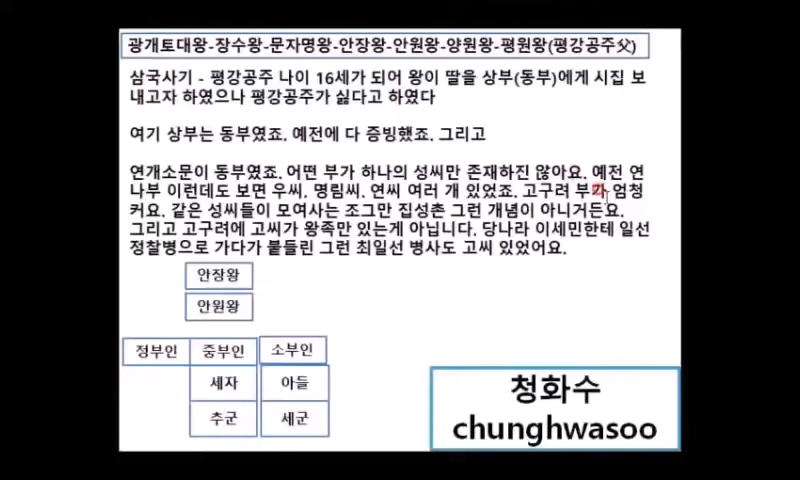 광개토대왕-장수왕-문자명왕-안장왕-안원왕-양원왕-평원왕(평강공주父)
삼국사기 - 평강공주 나이 16세가 되어 왕이 딸을 상부(동부)에게 시집 보
내고자 하였으나 평강공주가 싫다고 하였다
여기 상부는 동부였죠. 예전에 다 증빙했죠. 그리고
연개소문이 동부였죠. 어떤 부가 하나의 성씨만 존재하진 않아요. 예전 연
나부 이런데도 보면 우씨. 명림씨. 연씨 여러 개 있었죠. 고구려 부가 엄청
커요. 같은 성씨들이 모여사는 조그만 집성촌 그런 개념이 아니거든요.
그리고 고구려에 고씨가 왕족만 있는게 아닙니다. 당나라 이세민한테 일선
정찰병으로 가다가 붙들린 그런 최일선 병사도 고씨 있었어요.
안장왕
안원왕
정부인 중부인 소부인
세자 아들
추군 세군
청화수
chunghwasoo